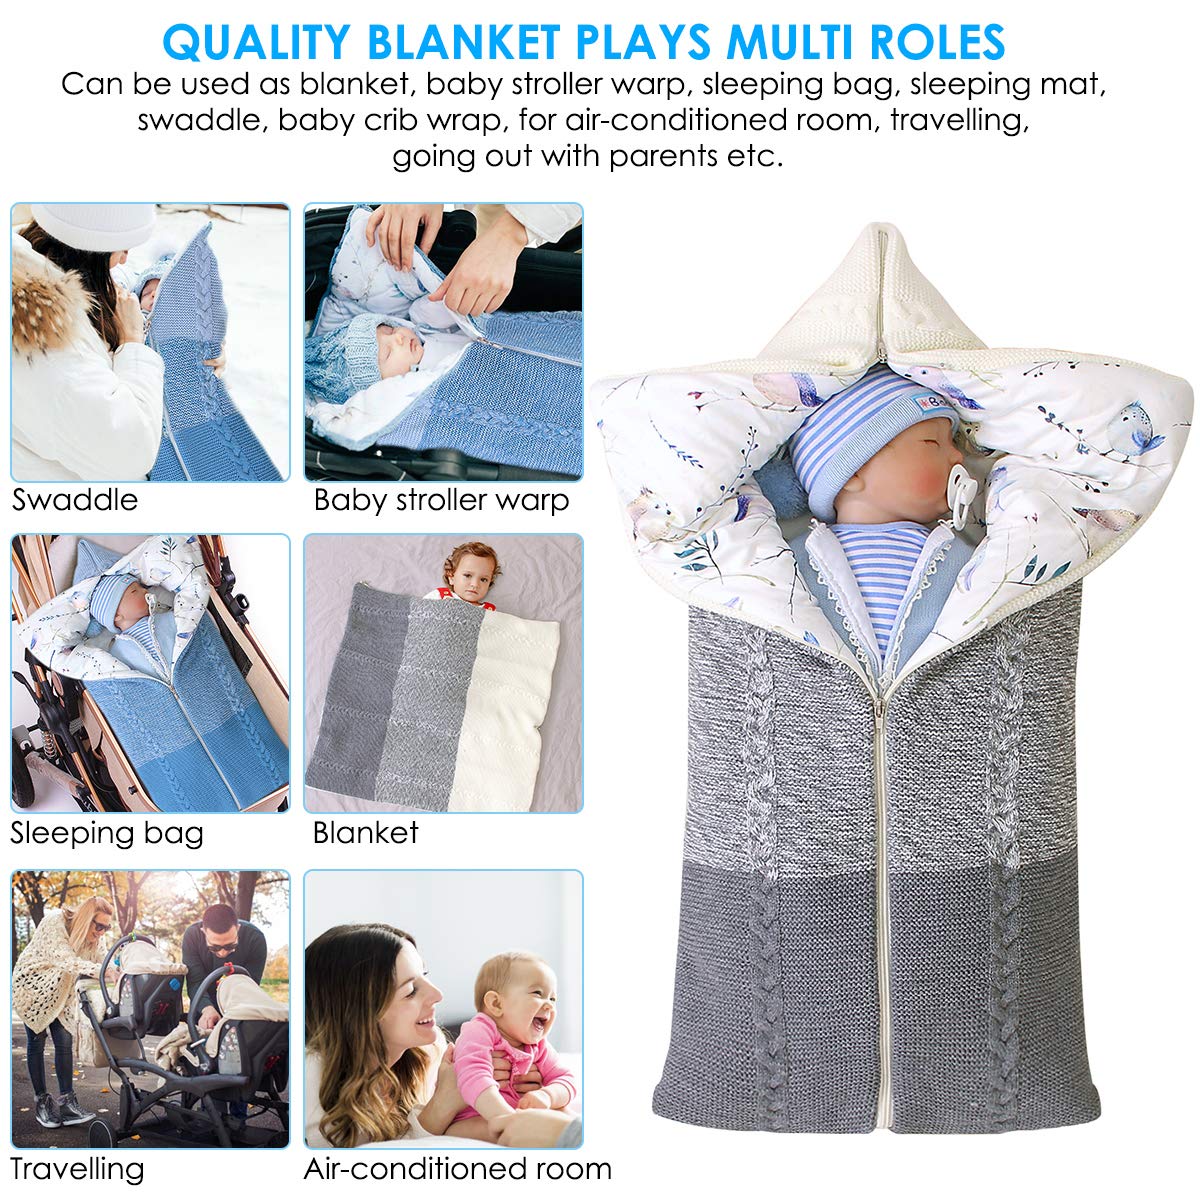 QUALITY BLANKET PLAYS MULTI ROLES
Can be used as blanket, baby stroller warp, sleeping bag, sleeping mat,
swaddle, baby crib wrap, for air-conditioned room, travelling,
going out with parents etc.
Swaddle
Baby stroller warp
Sleeping bag
Blanket
Travelling
Air-conditioned room